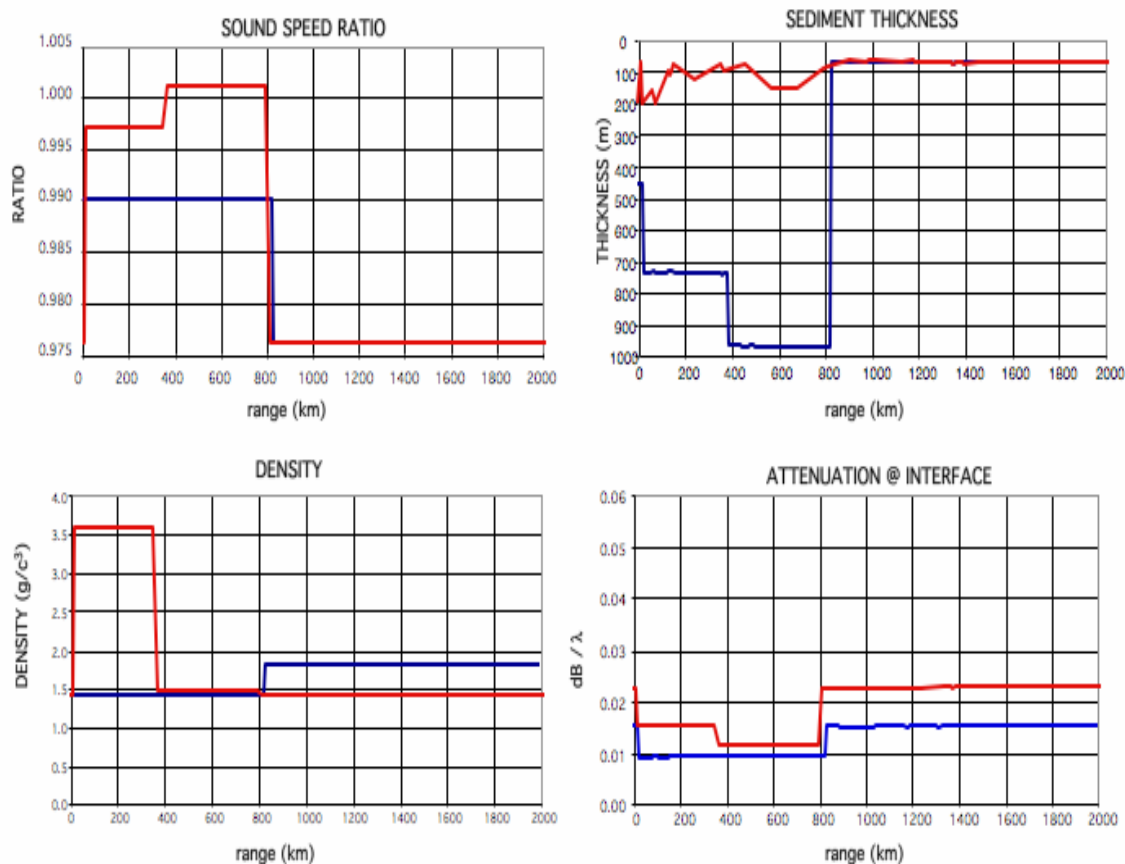 SOUND SPEED RATIO
1.005
1.000
0.995
0.990
0.985
0.980
0.975
RATIO
0 200 400 600 800 1000 1200 1400 1600 1800 2000
range (km)
SEDIMENT THICKNESS
0
100
200
300
400
500
600
700
800
900
1000
THICKNESS (m)
0 200 400 600 800 1000 1200 1400 1600 1800 2000
range (km)
DENSITY
4.0
3.5
3.0
2.5
2.0
1.5
1.0
0.5
0.0
DENSITY (g/c³)
0 200 400 600 800 1000 1200 1400 1600 1800 2000
range (km)
ATTENUATION @ INTERFACE
0.06
0.05
0.04
0.03
0.02
0.01
0.00
dB / λ
0 200 400 600 800 1000 1200 1400 1600 1800 2000
range (km)